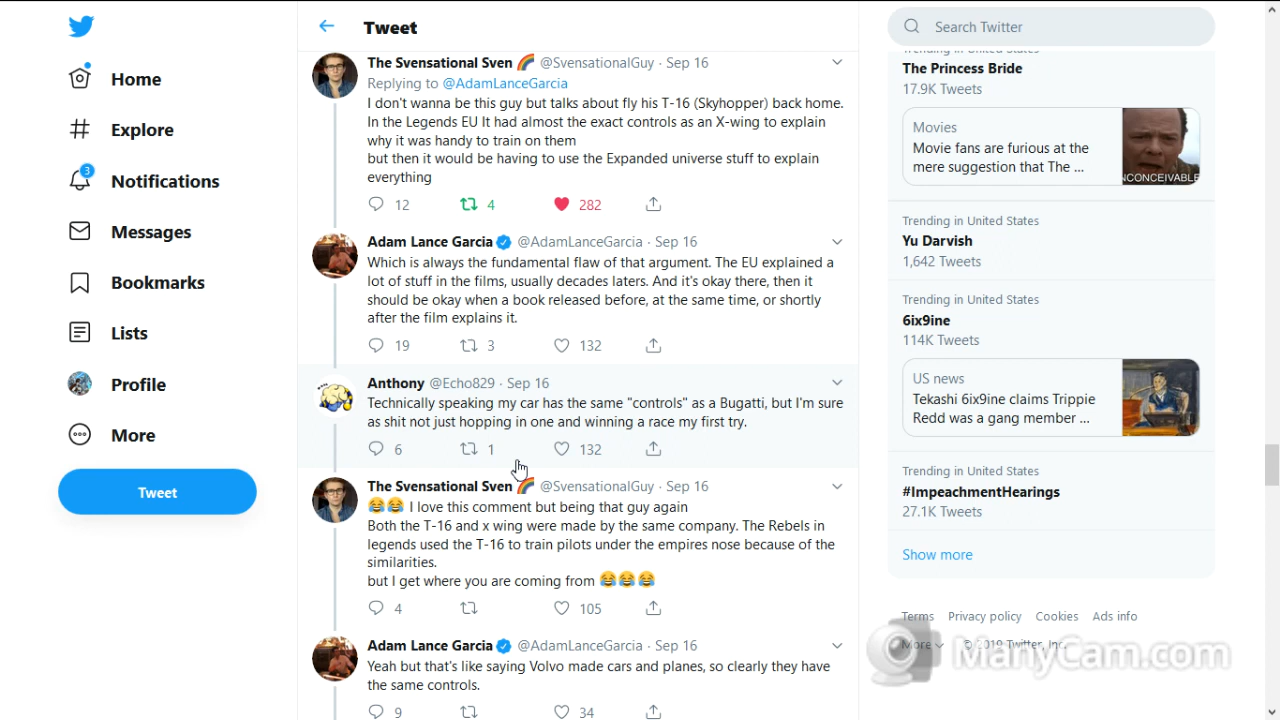 Home
Explore
3
Notifications
Messages
Bookmarks
Lists
Profile
More
Tweet
Tweet
The Svensational Sven 🌈 @SvensationalGuy · Sep 16
Replying to @AdamLanceGarcia
I don't wanna be this guy but talks about fly his T-16 (Skyhopper) back home.
In the Legends EU It had almost the exact controls as an X-wing to explain
why it was handy to train on them
but then it would be having to use the Expanded universe stuff to explain
everything
12 4 282
Adam Lance Garcia @AdamLanceGarcia · Sep 16
Which is always the fundamental flaw of that argument. The EU explained a
lot of stuff in the films, usually decades laters. And it's okay there, then it
should be okay when a book released before, at the same time, or shortly
after the film explains it.
19 3 132
Anthony @Echo829 · Sep 16
Technically speaking my car has the same "controls" as a Bugatti, but I'm sure
as shit not just hopping in one and winning a race my first try.
6 1 132
The Svensational Sven 🌈 @SvensationalGuy · Sep 16
😂😂 I love this comment but being that guy again
Both the T-16 and x wing were made by the same company. The Rebels in
legends used the T-16 to train pilots under the empires nose because of the
similarities.
but I get where you are coming from 😂😂😂
4 105
Adam Lance Garcia @AdamLanceGarcia · Sep 16
Yeah but that's like saying Volvo made cars and planes, so clearly they have
the same controls.
9 34
Search Twitter
Trending in United States
The Princess Bride
17.9K Tweets
Movies
Movie fans are furious at the
mere suggestion that The ...
NCONCEIVABLE
Trending in United States
Yu Darvish
1,642 Tweets
Trending in United States
6ix9ine
114K Tweets
US news
Tekashi 6ix9ine claims Trippie
Redd was a gang member ...
Trending in United States
#ImpeachmentHearings
27.1K Tweets
Show more
Terms Privacy policy Cookies Ads info
More © 2019 Twitter, Inc.
ManyCam.com